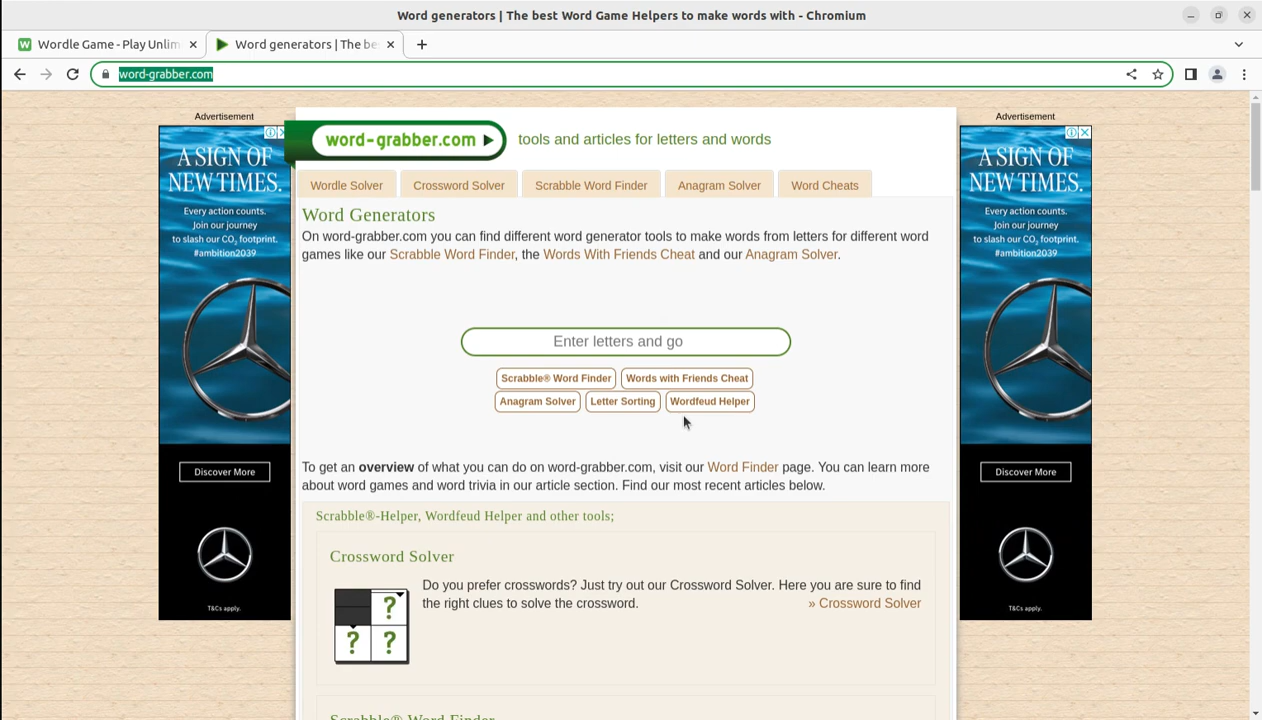 Word generators | The best Word Game Helpers to make words with - Chromium
Wordle Game - Play Unlim
Word generators | The be
word-grabber.com
Advertisement
A SIGN OF
NEW TIMES.
Every action counts.
Join our journey
to slash our CO₂ footprint.
#ambition2039
Discover More
T&Cs apply.
word-grabber.com
tools and articles for letters and words
Wordle Solver
Crossword Solver
Scrabble Word Finder
Anagram Solver
Word Cheats
Word Generators
On word-grabber.com you can find different word generator tools to make words from letters for different word
games like our Scrabble Word Finder, the Words With Friends Cheat and our Anagram Solver.
Enter letters and go
Scrabble® Word Finder
Words with Friends Cheat
Anagram Solver
Letter Sorting
Wordfeud Helper
To get an overview of what you can do on word-grabber.com, visit our Word Finder page. You can learn more
about word games and word trivia in our article section. Find our most recent articles below.
Scrabble®-Helper, Wordfeud Helper and other tools;
Crossword Solver
? ? ?
Do you prefer crosswords? Just try out our Crossword Solver. Here you are sure to find
the right clues to solve the crossword.
» Crossword Solver
Scrabble® Word Finder
Advertisement
A SIGN OF
NEW TIMES.
Every action counts.
Join our journey
to slash our CO₂ footprint.
#ambition2039
Discover More
T&Cs apply.